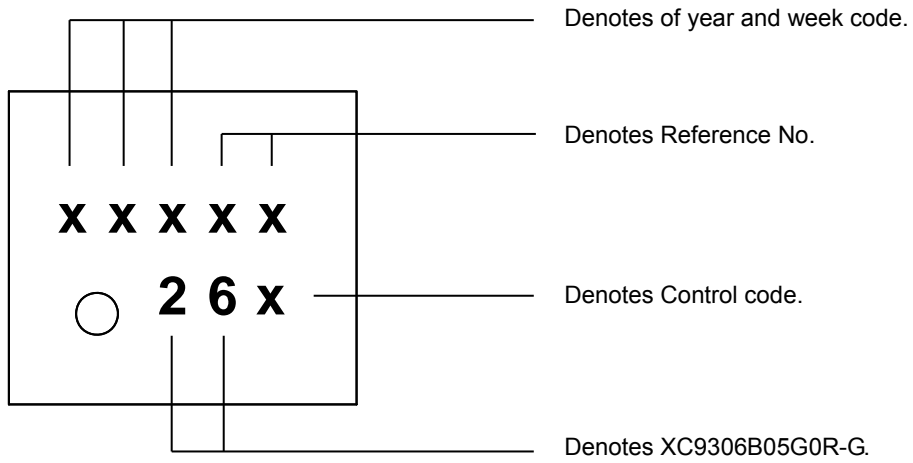 Denotes of year and week code.
Denotes Reference No.
x x x x x
2 6 x
Denotes Control code.
Denotes XC9306B05G0R-G.